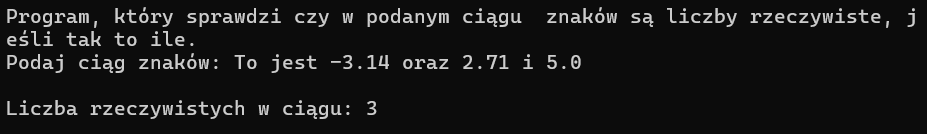 Program, który sprawdzi czy w podanym ciągu  znaków są liczby rzeczywiste, j
eśli tak to ile.
Podaj ciąg znaków: To jest -3.14 oraz 2.71 i 5.0
Liczba rzeczywistych w ciągu: 3